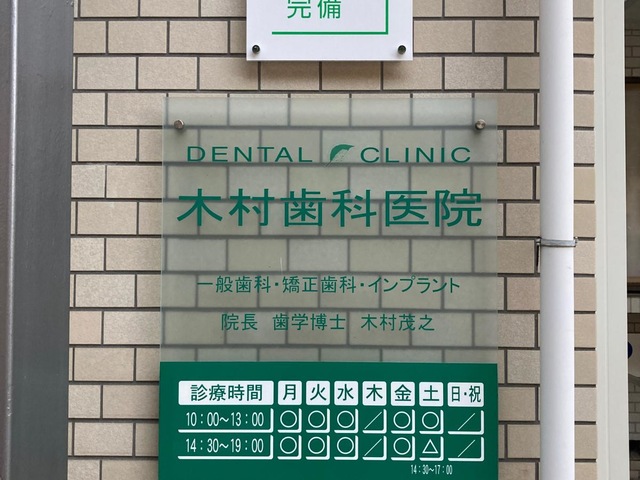 完備
DENTAL CLINIC
木村歯科医院
一般歯科・矯正歯科・インプラント
院長 歯学博士 木村茂之
診療時間 月 火 水 木 金 土 日・祝
10：00～13：00 ○ ○ ○ ／ ○ ○ ／
14：30～19：00 ○ ○ ○ ／ ○ △ ／
14：30～17：00